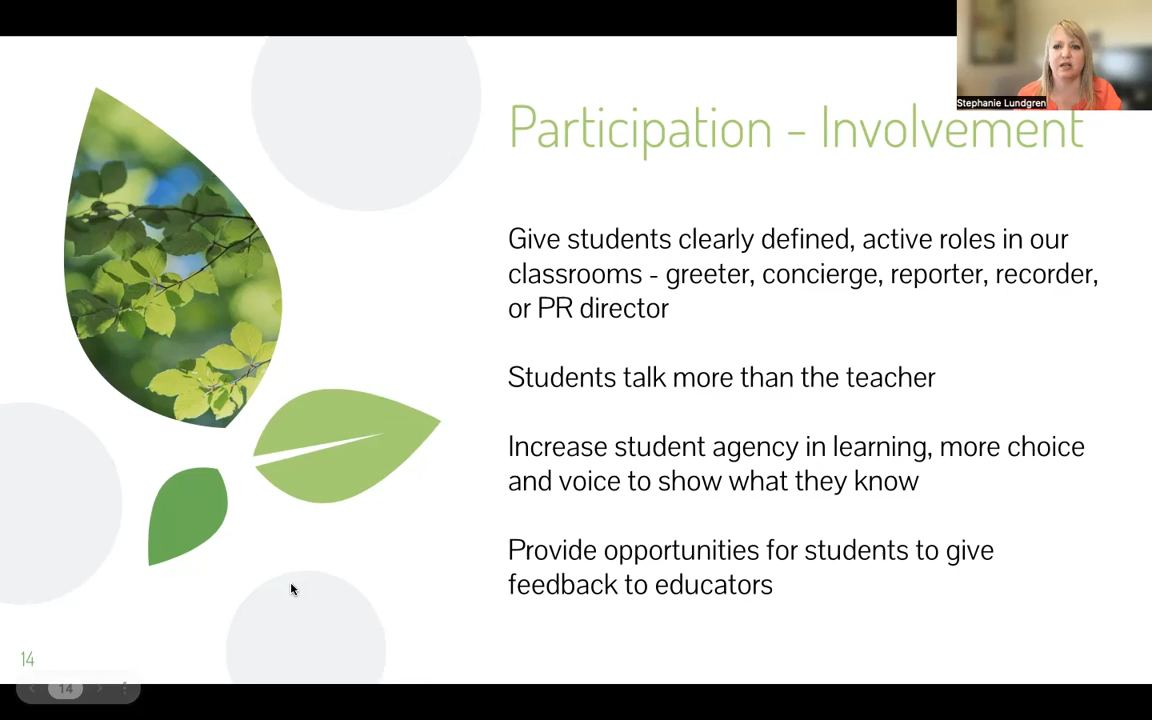 Stephanie Lundgren
Participation - Involvement
Give students clearly defined, active roles in our
classrooms - greeter, concierge, reporter, recorder,
or PR director
Students talk more than the teacher
Increase student agency in learning, more choice
and voice to show what they know
Provide opportunities for students to give
feedback to educators
14
14